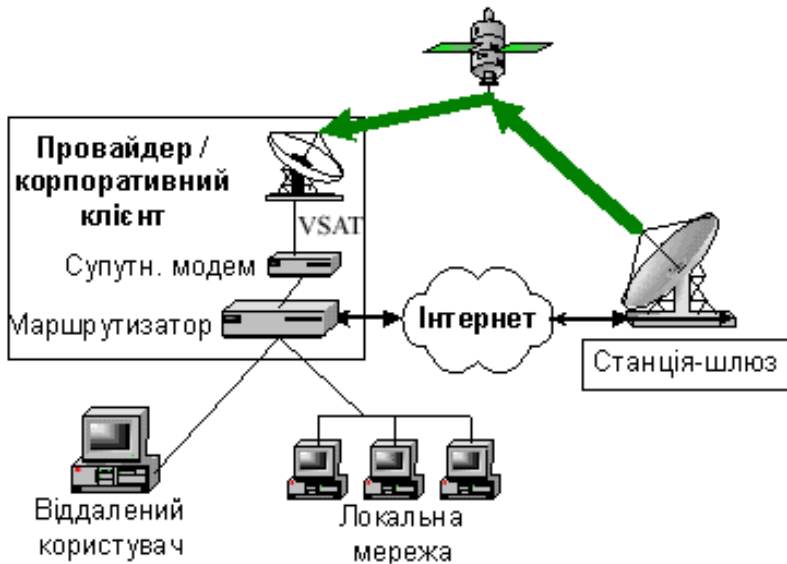 Провайдер /
корпоративний
клієнт
VSAT
Супутн. модем
Маршрутизатор
Інтернет
Станція-шлюз
Віддалений
користувач
Локальна
мережа